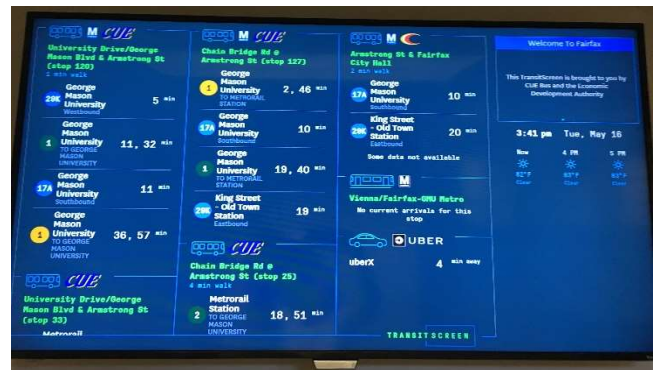 M CUE
University Drive/George
Mason Blvd & Armstrong St
(stop 120)
2 min walk
29K
George
Mason
University
Westbound
5 min
1
George
Mason
University
TO GEORGE
MASON
UNIVERSITY
11, 32 min
17A
George
Mason
University
Southbound
11 min
1
George
Mason
University
TO GEORGE
MASON
UNIVERSITY
36, 57 min
CUE
University Drive/George
Mason Blvd & Armstrong St
(stop 33)
Metrorail
M CUE
Chain Bridge Rd @
Armstrong St (stop 127)
1
George
Mason
University
TO METRORAIL
STATION
2, 46 min
17A
George
Mason
University
Southbound
10 min
1
George
Mason
University
TO METRORAIL
STATION
19, 40 min
29K
King Street
- Old Town
Station
Eastbound
19 min
CUE
Chain Bridge Rd @
Armstrong St (stop 25)
4 min walk
2
Metrorail
Station
TO GEORGE
MASON
UNIVERSITY
18, 51 min
M
Armstrong St & Fairfax
City Hall
2 min walk
17A
George
Mason
University
Southbound
10 min
29K
King Street
- Old Town
Station
Eastbound
20 min
Some data not available
M
Vienna/Fairfax-GMU Metro
No current arrivals for this
stop
UBER
uberX
4 min away
Welcome To Fairfax
This TransitScreen is brought to you by
CUE Bus and the Economic
Development Authority
3:41 pm Tue, May 16
Now 4 PM 5 PM
82°F 83°F 83°F
Clear Clear Clear
TRANSITSCREEN